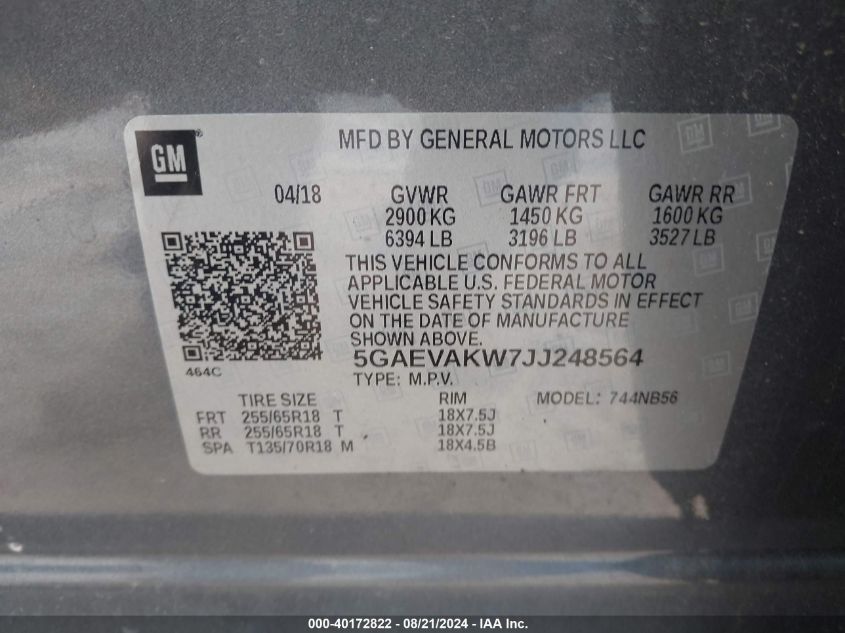 GM®
MFD BY GENERAL MOTORS LLC
04/18 GVWR GAWR FRT GAWR RR
2900 KG 1450 KG 1600 KG
6394 LB 3196 LB 3527 LB
THIS VEHICLE CONFORMS TO ALL
APPLICABLE U.S. FEDERAL MOTOR
VEHICLE SAFETY STANDARDS IN EFFECT
ON THE DATE OF MANUFACTURE
SHOWN ABOVE.
464C
5GAEVAKW7JJ248564
TYPE: M.P.V.
TIRE SIZE RIM MODEL: 744NB56
FRT 255/65R18 T 18X7.5J
RR 255/65R18 T 18X7.5J
SPA T135/70R18 M 18X4.5B
000-40172822 - 08/21/2024 - IAA Inc.